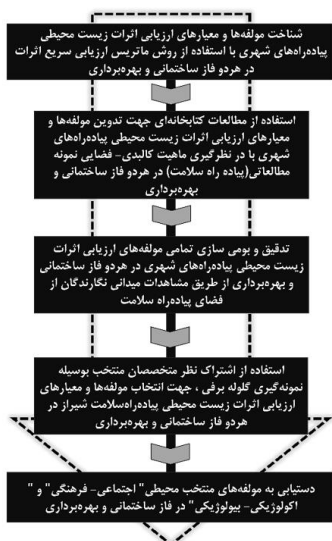 شناخت مولفه‌ها و معیارهای ارزیابی اثرات زیست محیطی
پیاده‌راه‌های شهری با استفاده از روش ماتریس ارزیابی سریع اثرات
در هردو فاز ساختمانی و بهره‌برداری
استفاده از مطالعات کتابخانه‌ای جهت تدوین مولفه‌ها و
معیارهای ارزیابی اثرات زیست محیطی پیاده‌راه‌های
شهری با در نظرگیری ماهیت کالبدی- فضایی نمونه
مطالعاتی(پیاده راه سلامت) در هردو فاز ساختمانی و
بهره‌برداری
تدقیق و بومی سازی تمامی مولفه‌های ارزیابی اثرات
زیست محیطی پیاده‌راه‌های شهری در هردو فاز ساختمانی
و بهره‌برداری از طریق مشاهدات میدانی نگارندگان از
فضای پیاده‌راه سلامت
استفاده از اشتراک نظر متخصصان منتخب بوسیله
نمونه‌گیری گلوله برفی ، جهت انتخاب مولفه‌ها و معیارهای
ارزیابی اثرات زیست محیطی پیاده‌راه‌سلامت شیراز در
هردو فاز ساختمانی و بهره‌برداری
دستیابی به مولفه‌های منتخب محیطی" اجتماعی- فرهنگی" و "
اکولوژیکی- بیولوژیکی" در فاز ساختمانی و بهره‌برداری